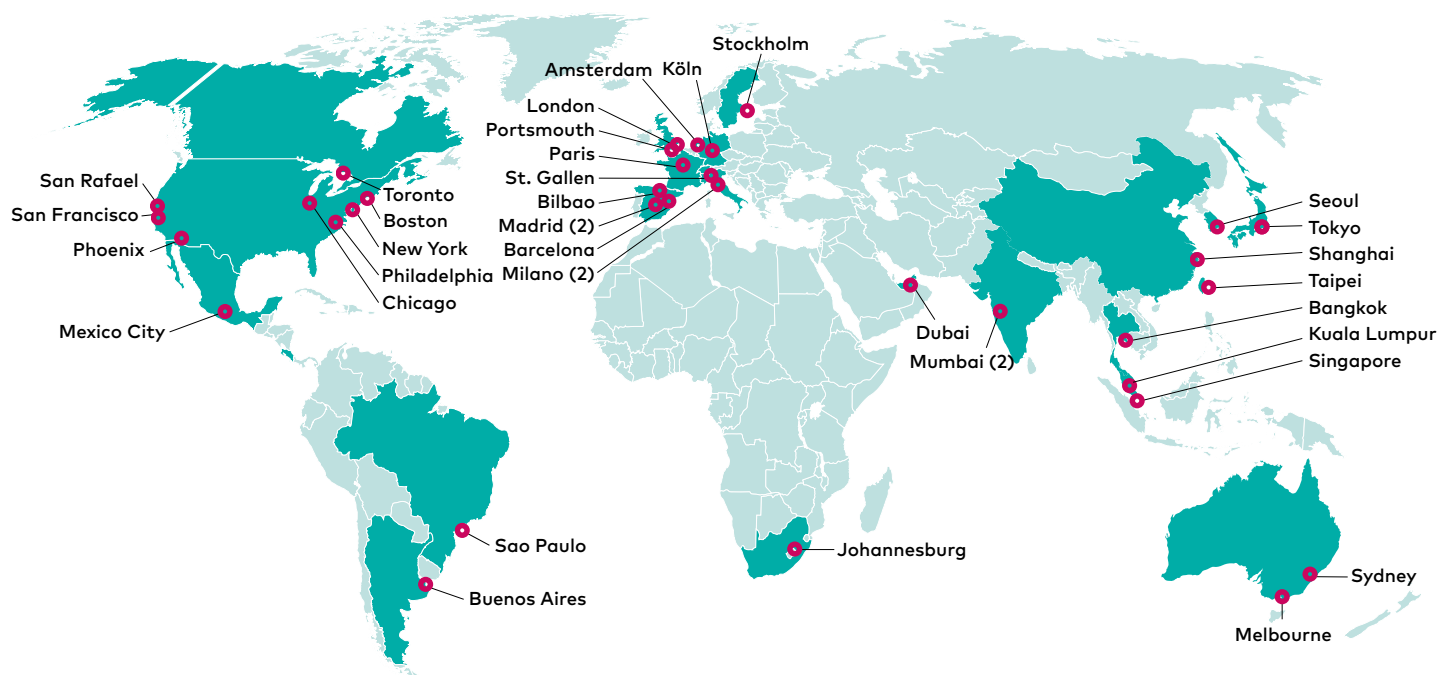 Stockholm
Amsterdam
Köln
London
Portsmouth
Paris
St. Gallen
Bilbao
Madrid (2)
Barcelona
Milano (2)
San Rafael
San Francisco
Phoenix
Mexico City
Toronto
Boston
New York
Philadelphia
Chicago
Seoul
Tokyo
Shanghai
Taipei
Bangkok
Kuala Lumpur
Singapore
Dubai
Mumbai (2)
Sao Paulo
Buenos Aires
Johannesburg
Sydney
Melbourne